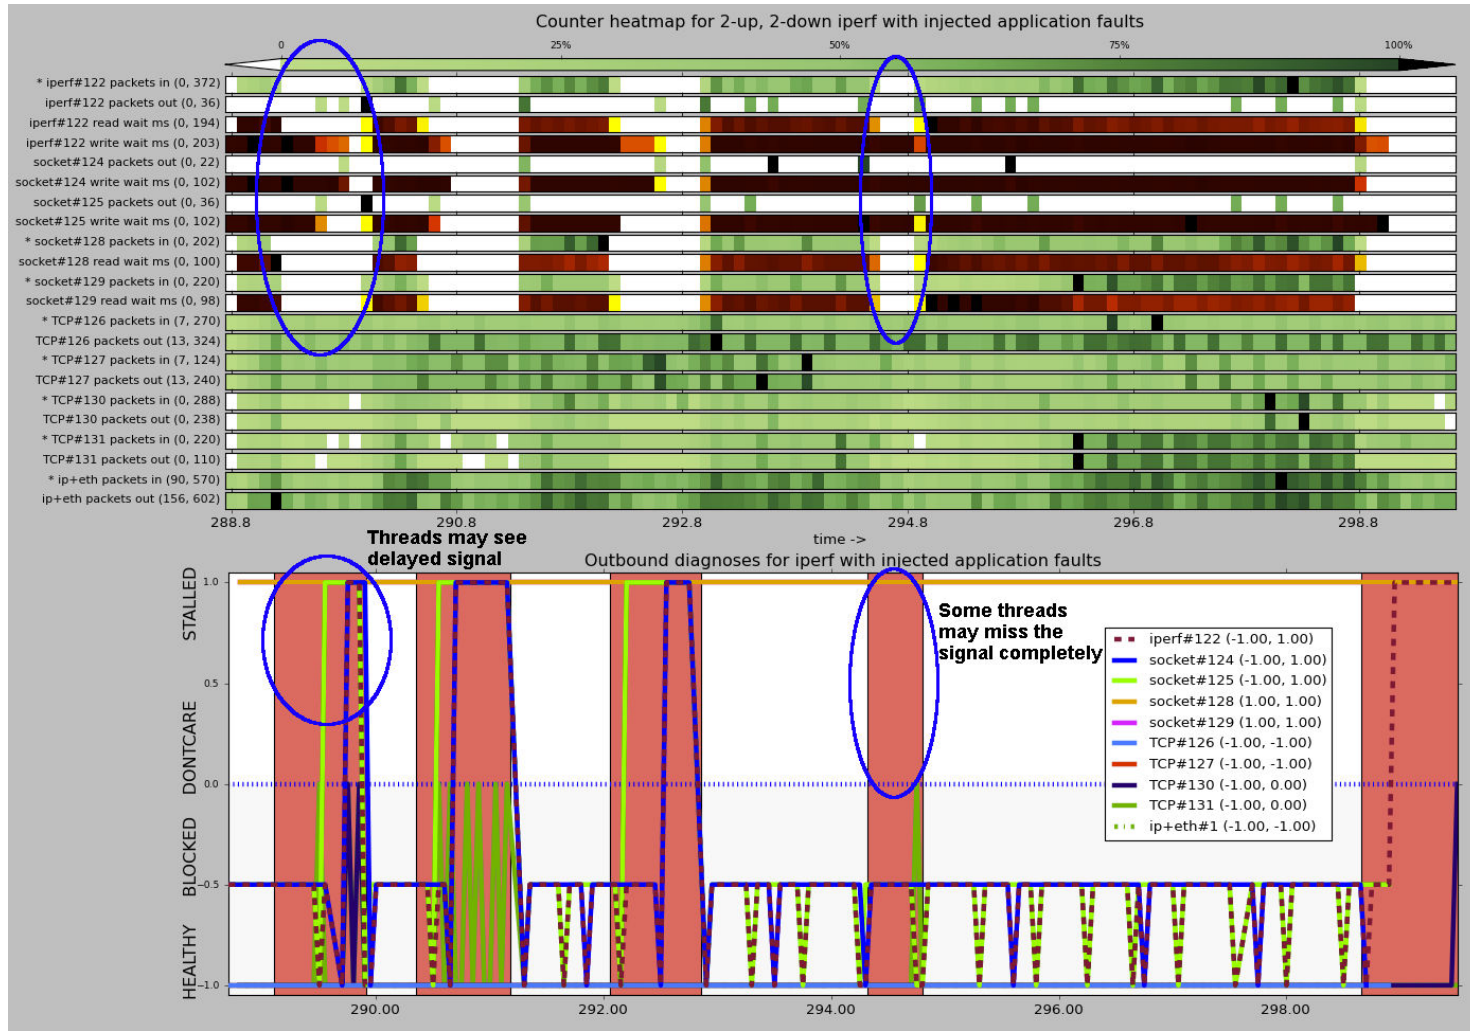 Counter heatmap for 2-up, 2-down iperf with injected application faults
0 25% 50% 75% 100%
* iperf#122 packets in (0, 372)
iperf#122 packets out (0, 36)
iperf#122 read wait ms (0, 194)
iperf#122 write wait ms (0, 203)
socket#124 packets out (0, 22)
socket#124 write wait ms (0, 102)
socket#125 packets out (0, 36)
socket#125 write wait ms (0, 102)
* socket#128 packets in (0, 202)
socket#128 read wait ms (0, 100)
* socket#129 packets in (0, 220)
socket#129 read wait ms (0, 98)
* TCP#126 packets in (7, 270)
TCP#126 packets out (13, 324)
* TCP#127 packets in (7, 124)
TCP#127 packets out (13, 240)
* TCP#130 packets in (0, 288)
TCP#130 packets out (0, 238)
* TCP#131 packets in (0, 220)
TCP#131 packets out (0, 110)
* ip+eth packets in (90, 570)
ip+eth packets out (156, 602)
288.8 290.8 292.8 294.8 296.8 298.8
time ->
Threads may see
delayed signal
Outbound diagnoses for iperf with injected application faults
STALLED
DONTCARE
BLOCKED
HEALTHY
1.0
0.5
0.0
−0.5
−1.0
Some threads
may miss the
signal completely
iperf#122 (-1.00, 1.00)
socket#124 (-1.00, 1.00)
socket#125 (-1.00, 1.00)
socket#128 (1.00, 1.00)
socket#129 (1.00, 1.00)
TCP#126 (-1.00, -1.00)
TCP#127 (-1.00, -1.00)
TCP#130 (-1.00, 0.00)
TCP#131 (-1.00, 0.00)
ip+eth#1 (-1.00, -1.00)
290.00 292.00 294.00 296.00 298.00